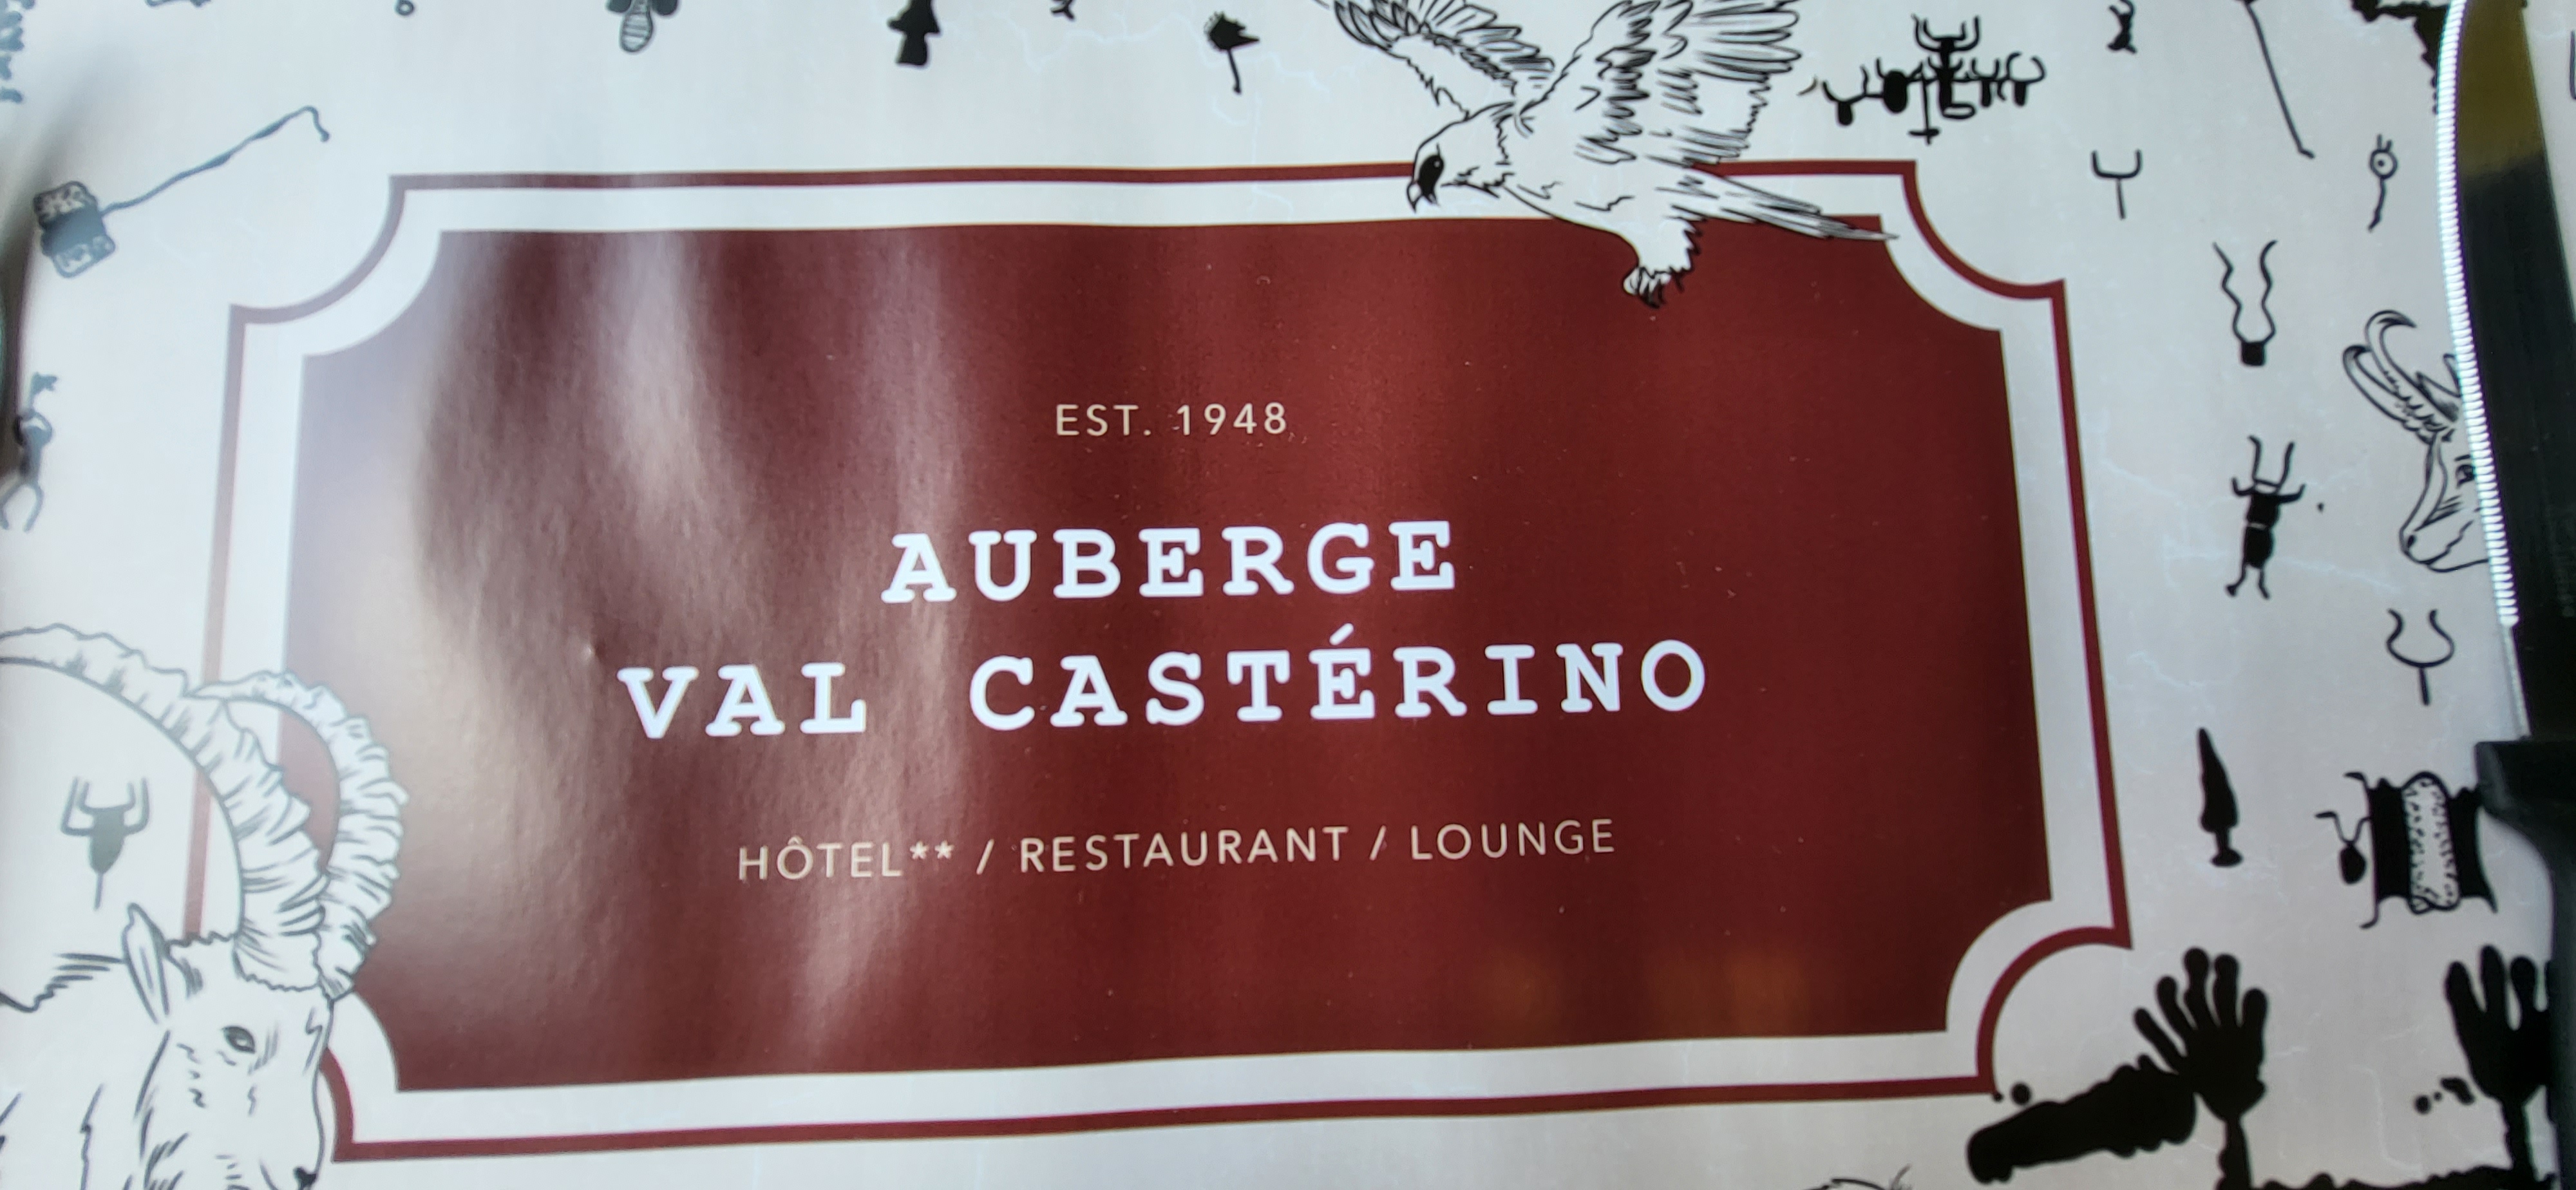 EST. 1948
AUBERGE
VAL CASTÉRINO
HÔTEL** / RESTAURANT / LOUNGE